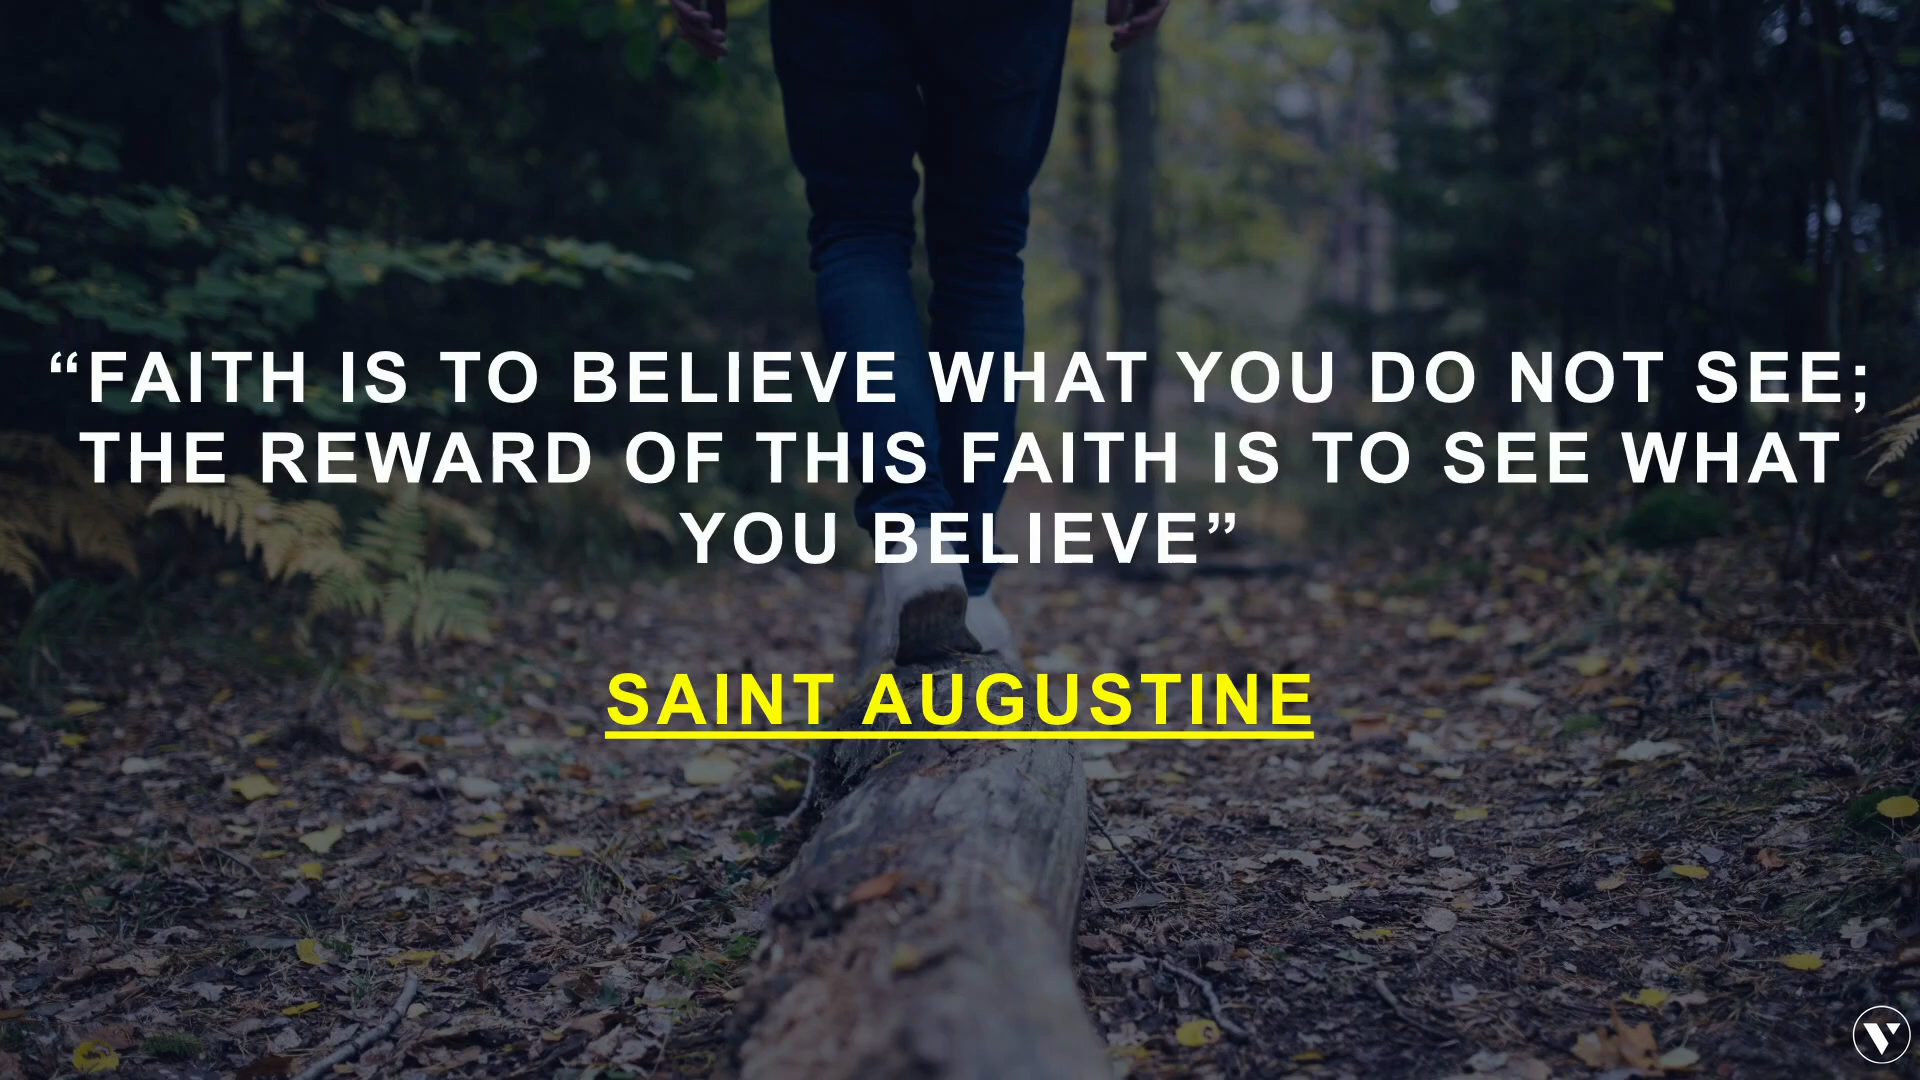 “FAITH IS TO BELIEVE WHAT YOU DO NOT SEE;
THE REWARD OF THIS FAITH IS TO SEE WHAT
YOU BELIEVE”
SAINT AUGUSTINE